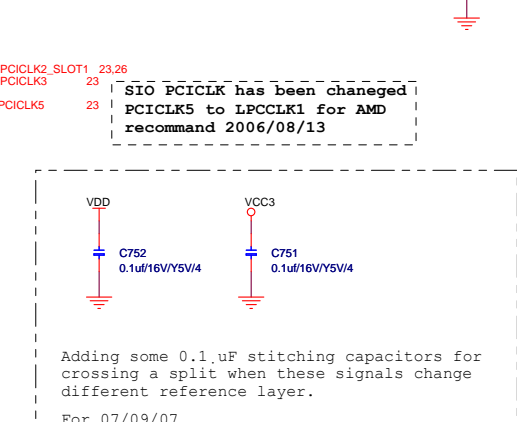 PCICLK2_SLOT1 23,26
PCICLK3 23
PCICLK5 23
SIO PCICLK has been chaneged
PCICLK5 to LPCCLK1 for AMD
recommand 2006/08/13
VDD VCC3
C752 C751
0.1uf/16V/Y5V/4 0.1uf/16V/Y5V/4
Adding some 0.1 uF stitching capacitors for
crossing a split when these signals change
different reference layer.
For 07/09/07